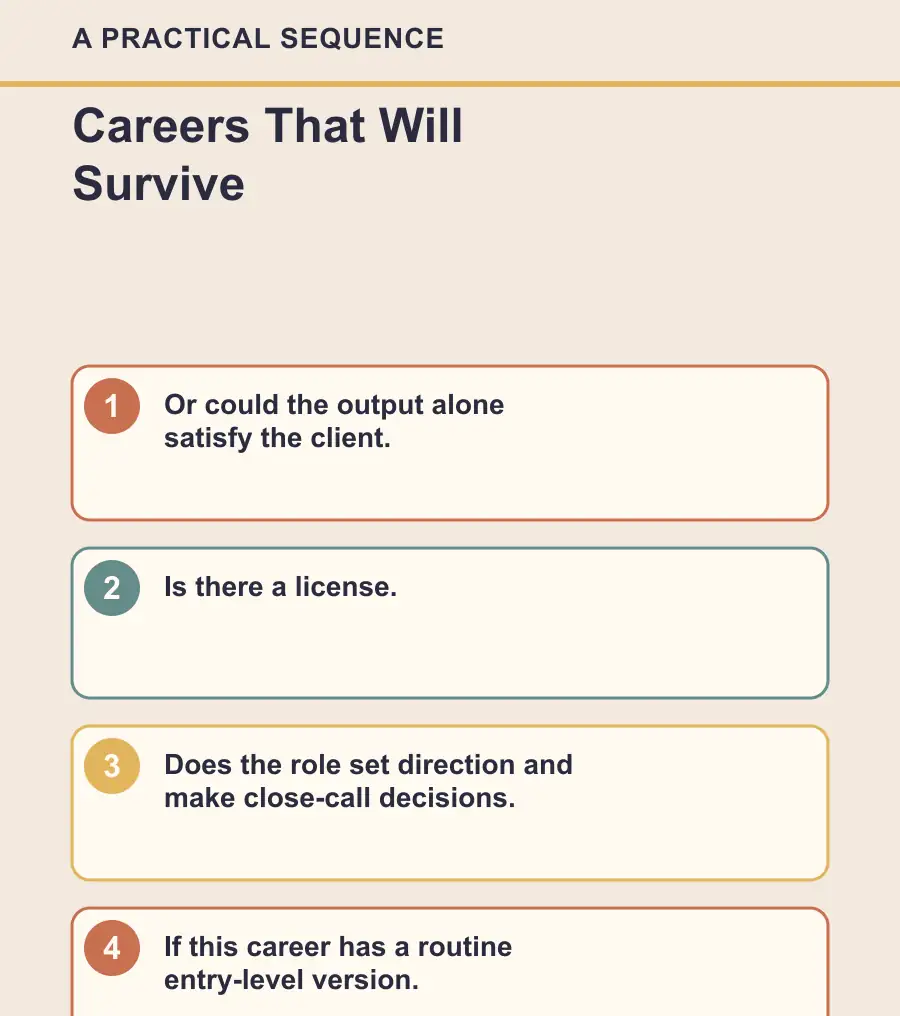 A PRACTICAL SEQUENCE
Careers That Will
Survive
1
Or could the output alone
satisfy the client.
2
Is there a license.
3
Does the role set direction and
make close-call decisions.
4
If this career has a routine
entry-level version.